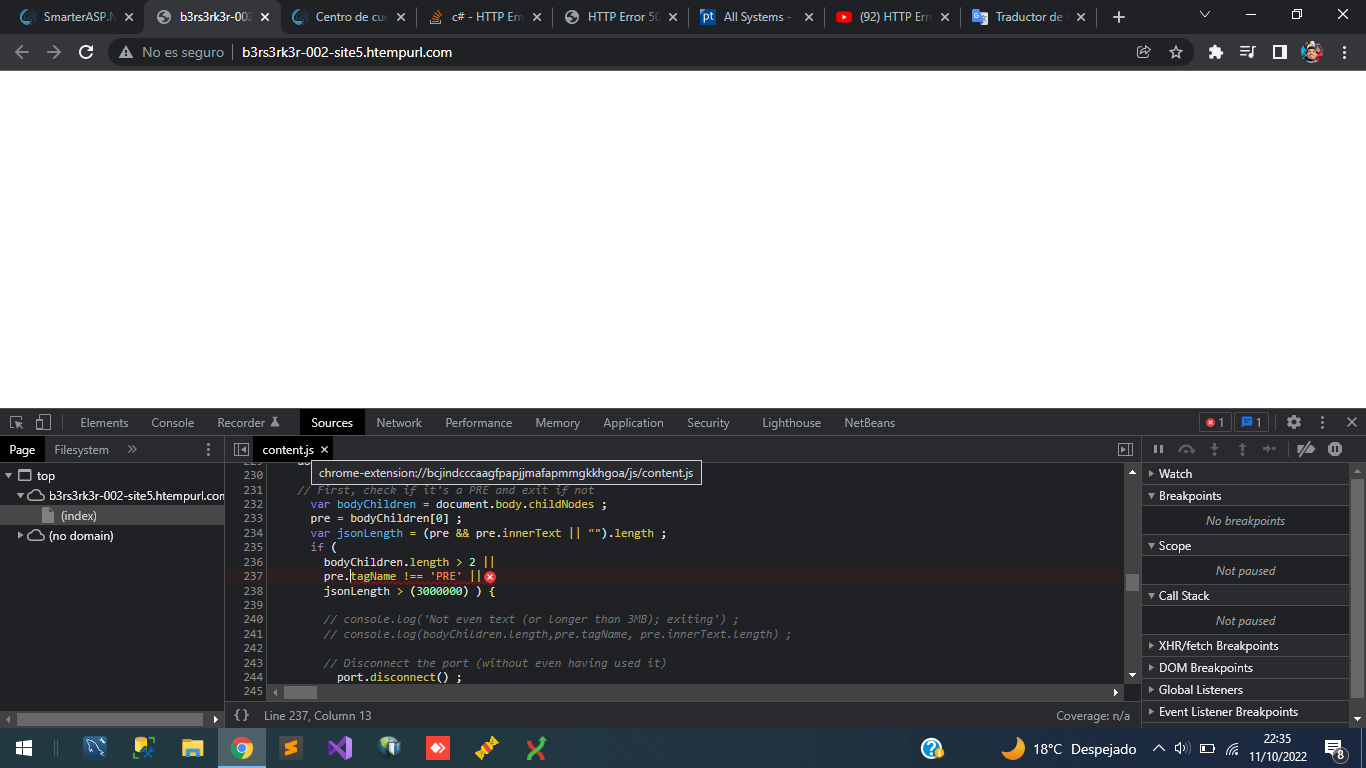 SmarterASP.N
b3rs3rk3r-002
Centro de cue
c# - HTTP Err
HTTP Error 50
pt All Systems -
(92) HTTP Err
Traductor de
No es seguro b3rs3rk3r-002-site5.htempurl.com
Elements Console Recorder Sources Network Performance Memory Application Security Lighthouse NetBeans 1 1
Page Filesystem
content.js
top
b3rs3rk3r-002-site5.htempurl.com
(index)
(no domain)
chrome-extension://bcjindcccaagfpapjjmafapmmgkkhgoa/js/content.js
229
230
231 // First, check if it's a PRE and exit if not
232 var bodyChildren = document.body.childNodes ;
233 pre = bodyChildren[0] ;
234 var jsonLength = (pre && pre.innerText || "").length ;
235 if (
236 bodyChildren.length > 2 ||
237 pre.tagName !== 'PRE' ||
238 jsonLength > (3000000) ) {
239
240 // console.log('Not even text (or longer than 3MB); exiting') ;
241 // console.log(bodyChildren.length,pre.tagName, pre.innerText.length) ;
242
243 // Disconnect the port (without even having used it)
244 port.disconnect() ;
245
{} Line 237, Column 13 Coverage: n/a
Watch
Breakpoints
No breakpoints
Scope
Not paused
Call Stack
Not paused
XHR/fetch Breakpoints
DOM Breakpoints
Global Listeners
Event Listener Breakpoints
18°C Despejado
22:35
11/10/2022
8